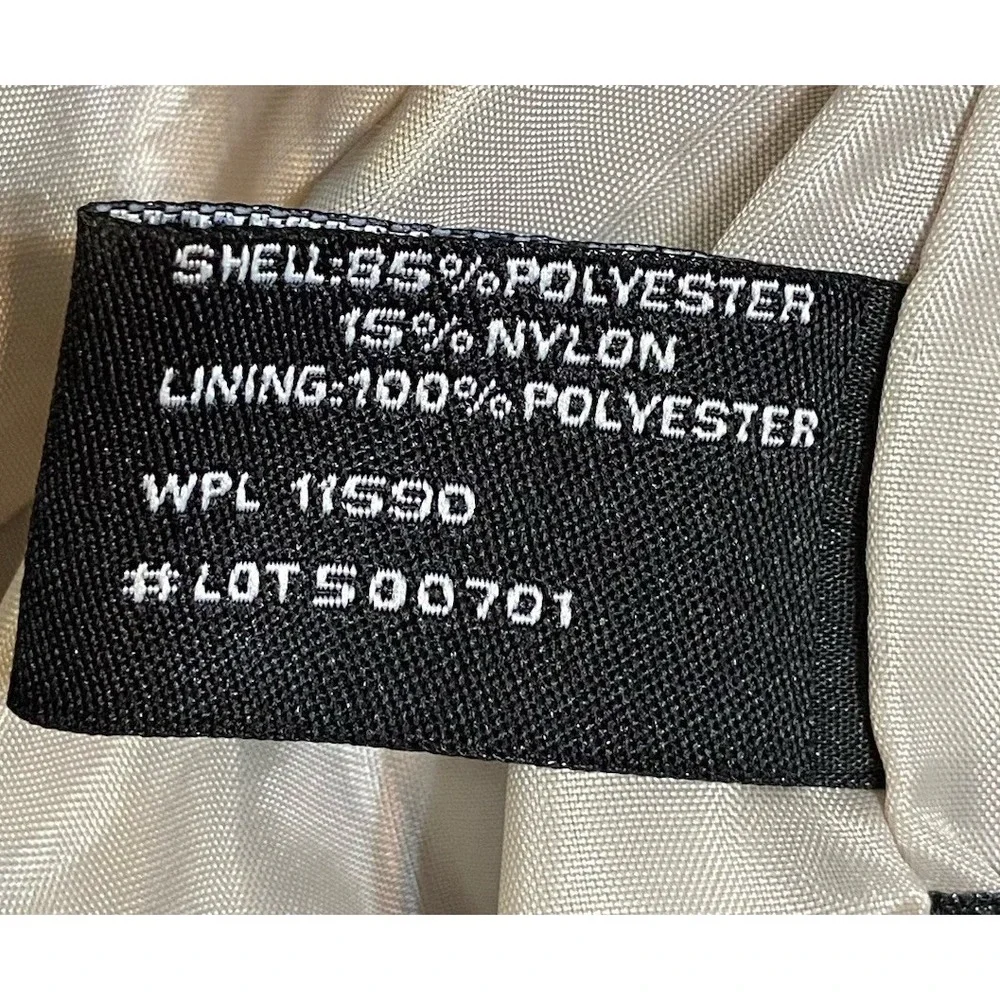 SHELL:85%POLYESTER
15%NYLON
LINING:100%POLYESTER
WPL 11590
#LOT500701